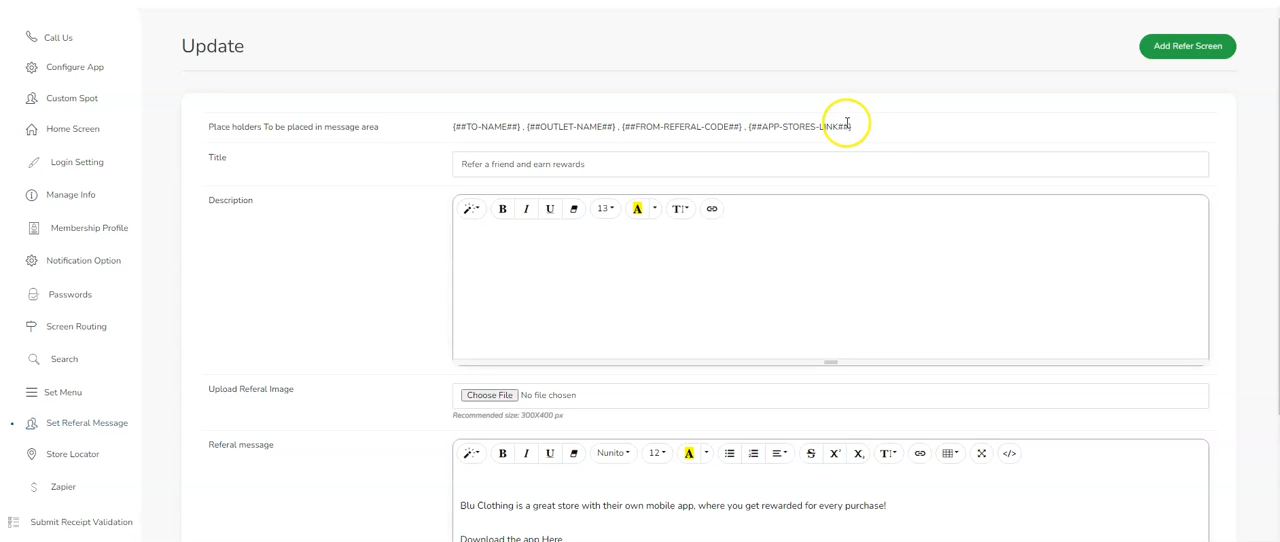 Call Us
Configure App
Custom Spot
Home Screen
Login Setting
Manage Info
Membership Profile
Notification Option
Passwords
Screen Routing
Search
Set Menu
Set Referal Message
Store Locator
Zapier
Submit Receipt Validation
Update
Add Refer Screen
Place holders To be placed in message area
{##TO-NAME##} , {##OUTLET-NAME##} , {##FROM-REFERAL-CODE##} , {##APP-STORES-LINK##}
Title
Refer a friend and earn rewards
Description
B I U 13 A T
Upload Referal Image
Choose File No file chosen
Recommended size: 300X400 px
Referal message
B I U Nunito 12 A S X X, T </>
Blu Clothing is a great store with their own mobile app, where you get rewarded for every purchase!
Download the app Here